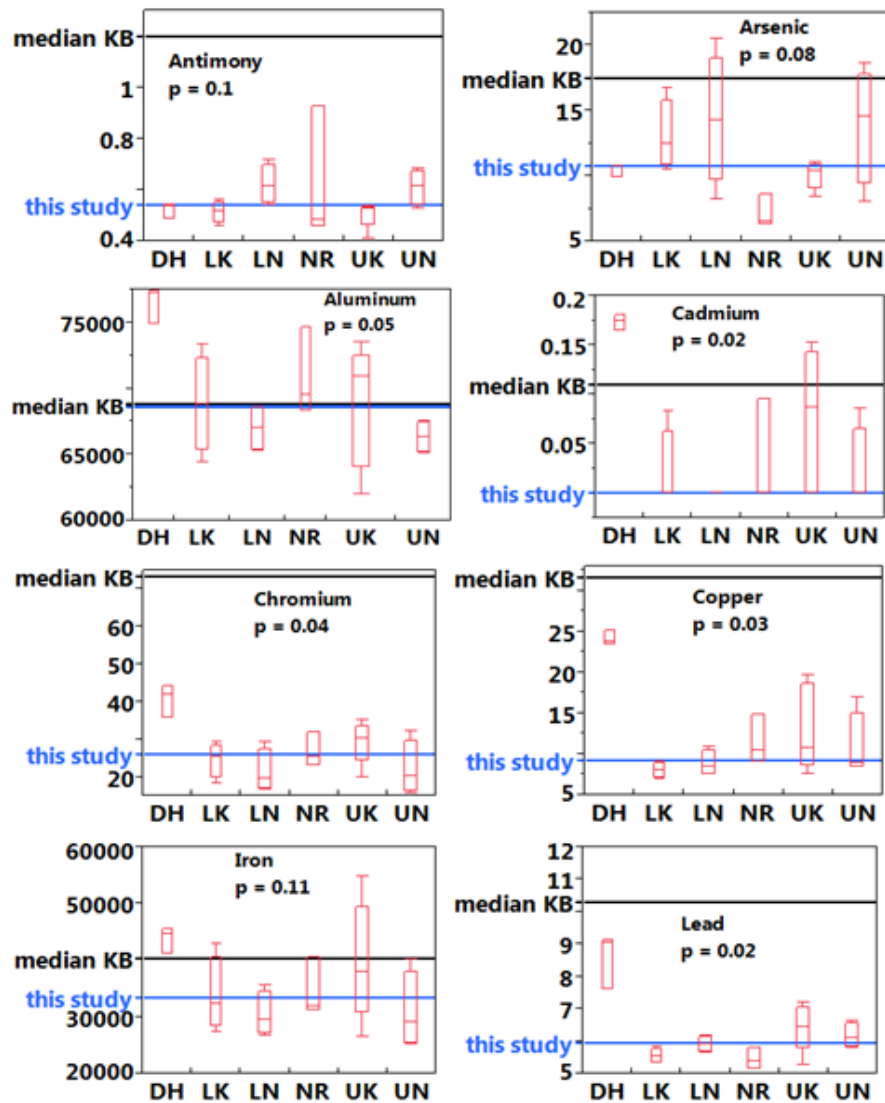 median KB
Antimony
p = 0.1
1
0.8
this study
0.4
DH LK LN NR UK UN
Arsenic
p = 0.08
20
median KB
15
this study
5
DH LK LN NR UK UN
Aluminum
p = 0.05
75000
median KB
65000
60000
DH LK LN NR UK UN
0.2
Cadmium
p = 0.02
0.15
median KB
0.05
this study
DH LK LN NR UK UN
median KB
Chromium
p = 0.04
60
50
40
this study
20
DH LK LN NR UK UN
median KB
Copper
p = 0.03
25
20
15
this study
5
DH LK LN NR UK UN
60000
Iron
p = 0.11
50000
median KB
this study
30000
20000
DH LK LN NR UK UN
12
11
median KB
Lead
p = 0.02
9
8
7
this study
5
DH LK LN NR UK UN